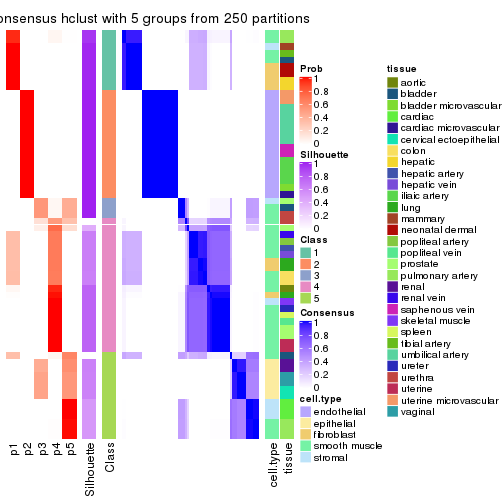 onsensus hclust with 5 groups from 250 partitions
Prob
1
0.8
0.6
0.4
0.2
0
Silhouette
1
0.8
0.6
0.4
0.2
0
Class
1
2
3
4
5
Consensus
1
0.8
0.6
0.4
0.2
0
cell.type
endothelial
epithelial
fibroblast
smooth muscle
stromal
tissue
aortic
bladder
bladder microvascular
cardiac
cardiac microvascular
cervical ectoepithelial
colon
hepatic
hepatic artery
hepatic vein
iliaic artery
lung
mammary
neonatal dermal
popliteal artery
popliteal vein
prostate
pulmonary artery
renal
renal vein
saphenous vein
skeletal muscle
spleen
tibial artery
umbilical artery
ureter
urethra
uterine
uterine microvascular
vaginal
p1
p2
p3
p4
p5
Silhouette
Class
cell.type
tissue